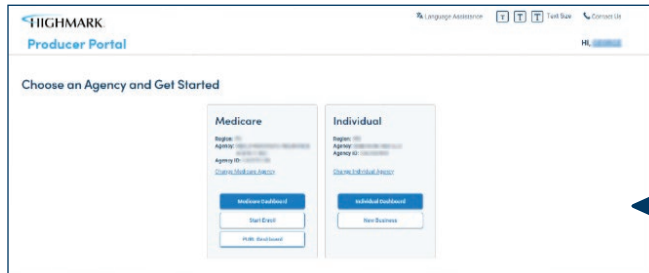 HIGHMARK
Language Assistance T T T Text Size Contact Us
Producer Portal
Hi,
Choose an Agency and Get Started
Medicare
Region:
Agency:
Agency ID:
Change Medicare Agency
Medicare Dashboard
Start Enroll
PURL Dashboard
Individual
Region:
Agency:
Agency ID:
Change Individual Agency
Individual Dashboard
New Business